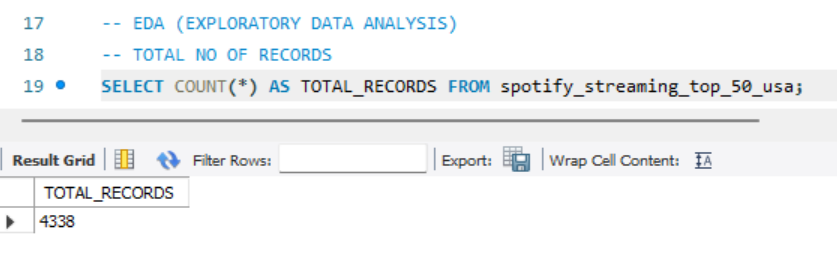 17 -- EDA (EXPLORATORY DATA ANALYSIS)
18 -- TOTAL NO OF RECORDS
19 SELECT COUNT(*) AS TOTAL_RECORDS FROM spotify_streaming_top_50_usa;
Result Grid Filter Rows: Export: Wrap Cell Content: IA
TOTAL_RECORDS
4338